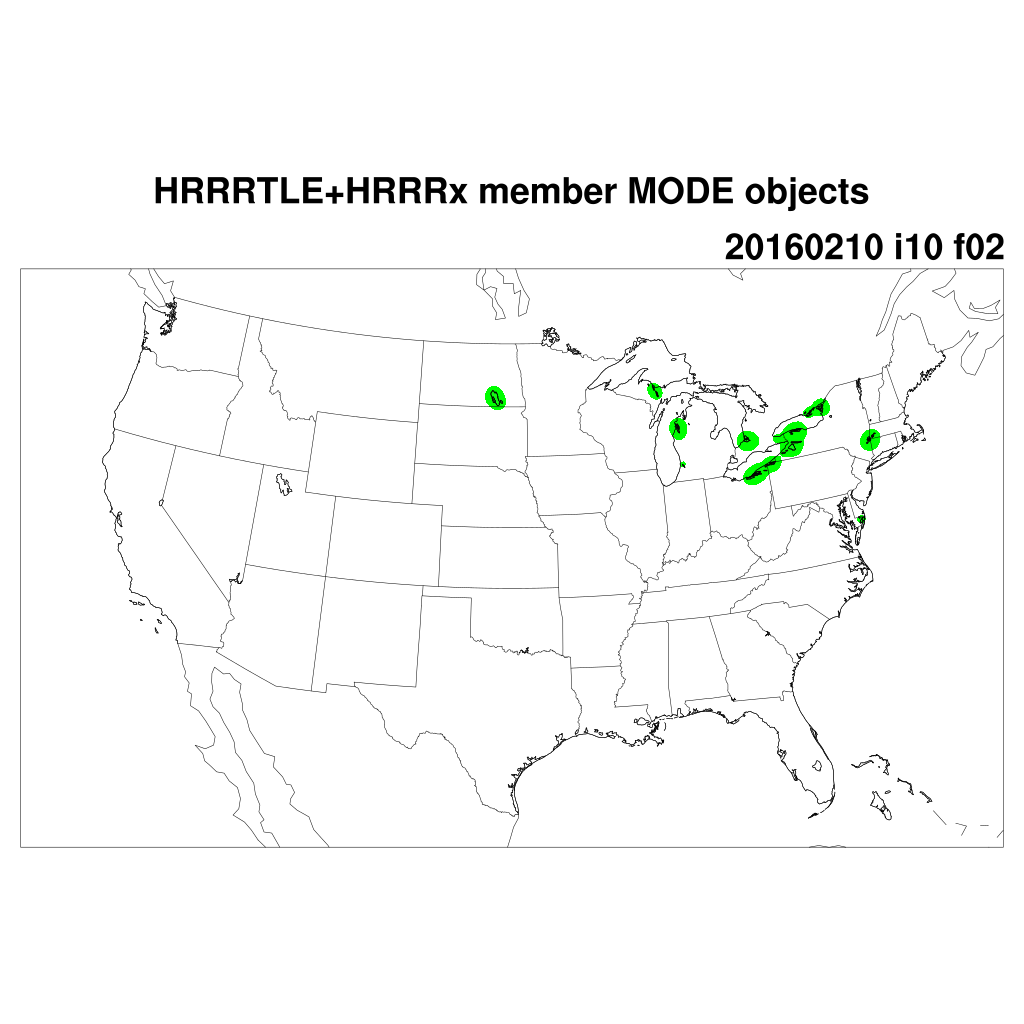 HRRRTLE+HRRRx member MODE objects
20160210 i10 f02